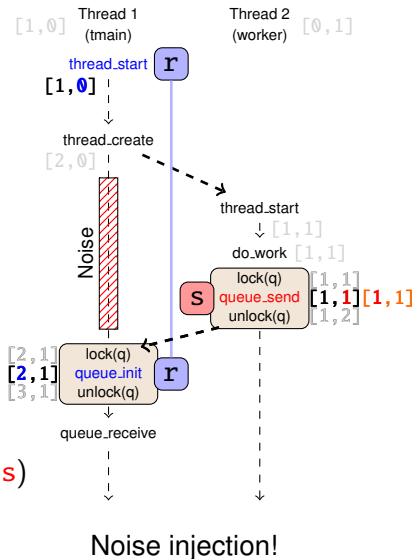 Thread 1
(tmain)
Thread 2
(worker)
[1,0]
[0,1]
thread_start
r
[1,0]
thread_create
[2,0]
thread_start
[1,1]
do_work
[1,1]
Noise
lock(q)
[1,1]
s
queue_send
[1,1]
[1,1]
unlock(q)
[1,2]
[2,1]
lock(q)
[2,1]
queue_init
r
[3,1]
unlock(q)
queue_receive
s)
Noise injection!